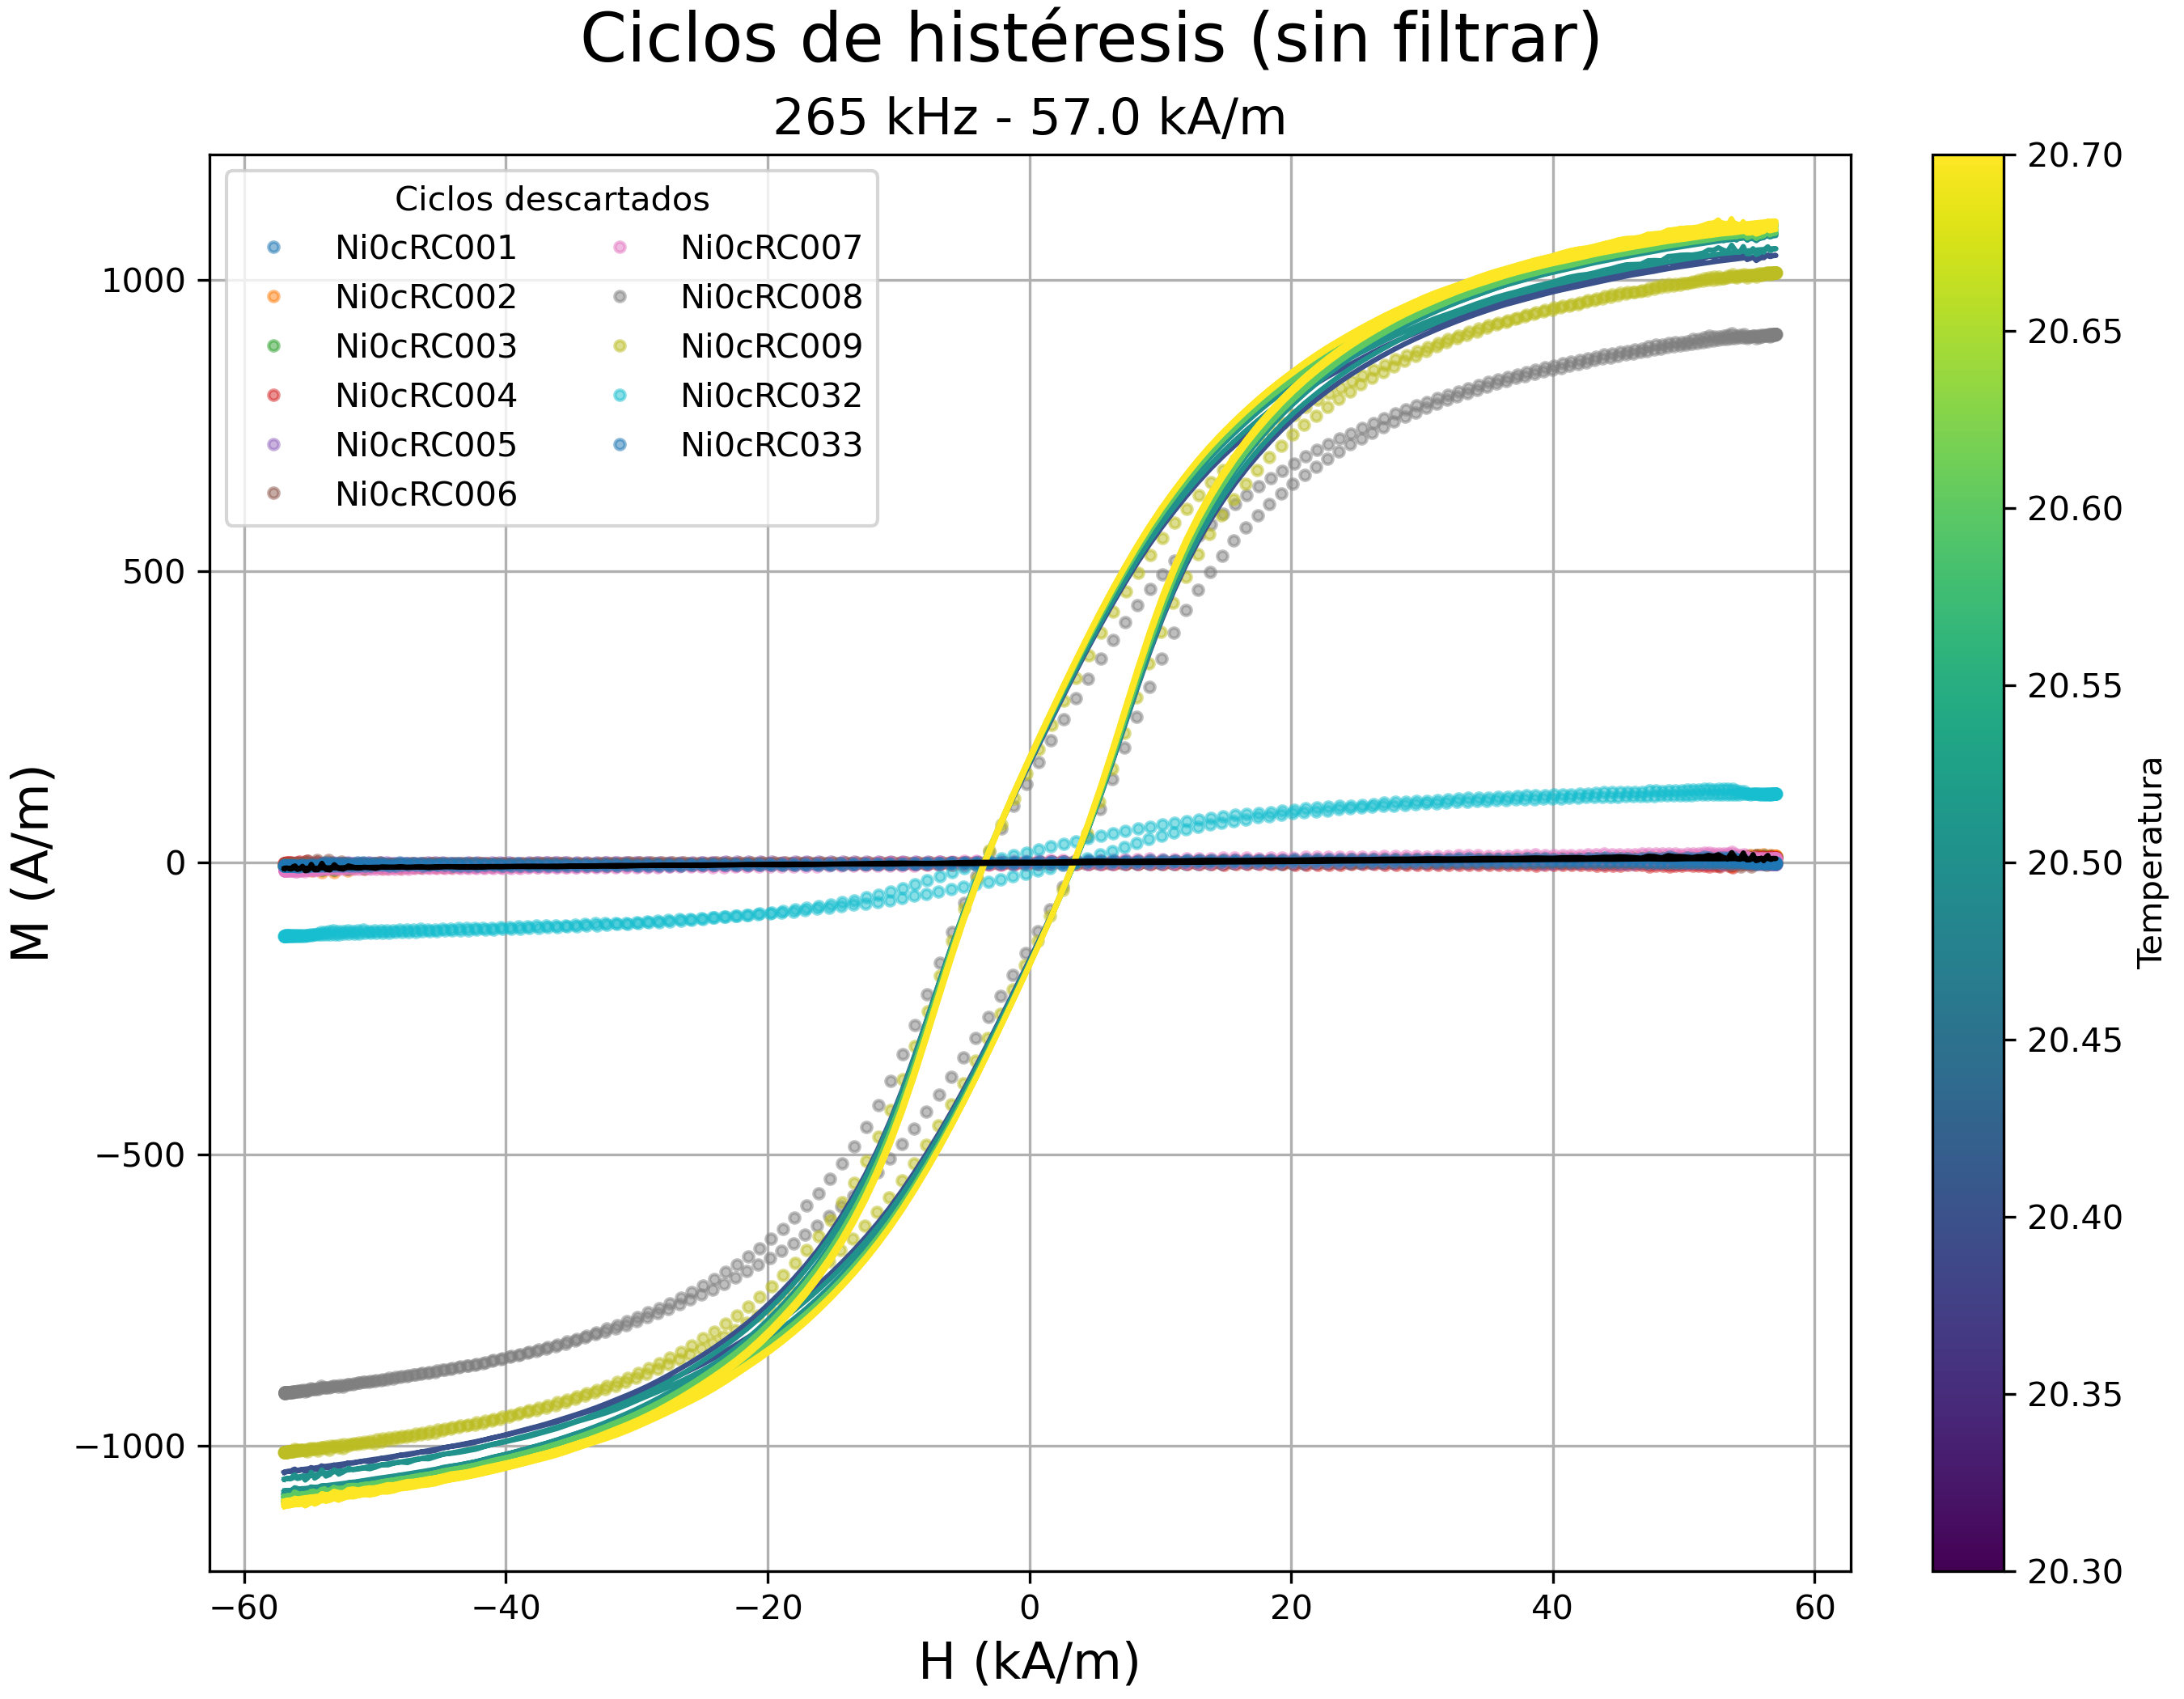 Ciclos de histéresis (sin filtrar)
265 kHz - 57.0 kA/m
Ciclos descartados
Ni0cRC001
Ni0cRC002
Ni0cRC003
Ni0cRC004
Ni0cRC005
Ni0cRC006
Ni0cRC007
Ni0cRC008
Ni0cRC009
Ni0cRC032
Ni0cRC033
M (A/m)
1000
500
0
−500
−1000
−60
−40
−20
0
20
40
60
H (kA/m)
20.70
20.65
20.60
20.55
20.50
20.45
20.40
20.35
20.30
Temperatura